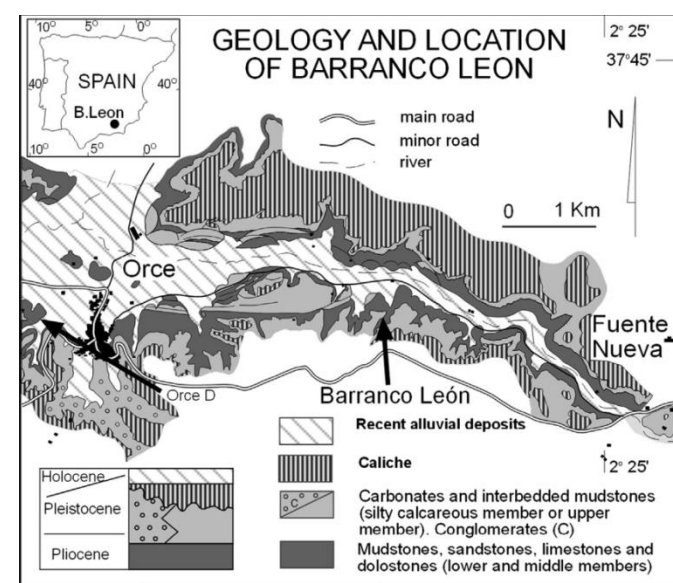 10° 5° 0°
SPAIN
40° 40°
B.Leon
10° 5° 0°
GEOLOGY AND LOCATION
OF BARRANCO LEON
2° 25'
37°45'
main road
minor road
river
N
0 1 Km
Orce
Fuente
Nueva
Orce D
Barranco León
2° 25'
Recent alluvial deposits
Caliche
C
Carbonates and interbedded mudstones
(silty calcareous member or upper
member). Conglomerates (C)
Mudstones, sandstones, limestones and
dolostones (lower and middle members)
Holocene
Pleistocene
Pliocene